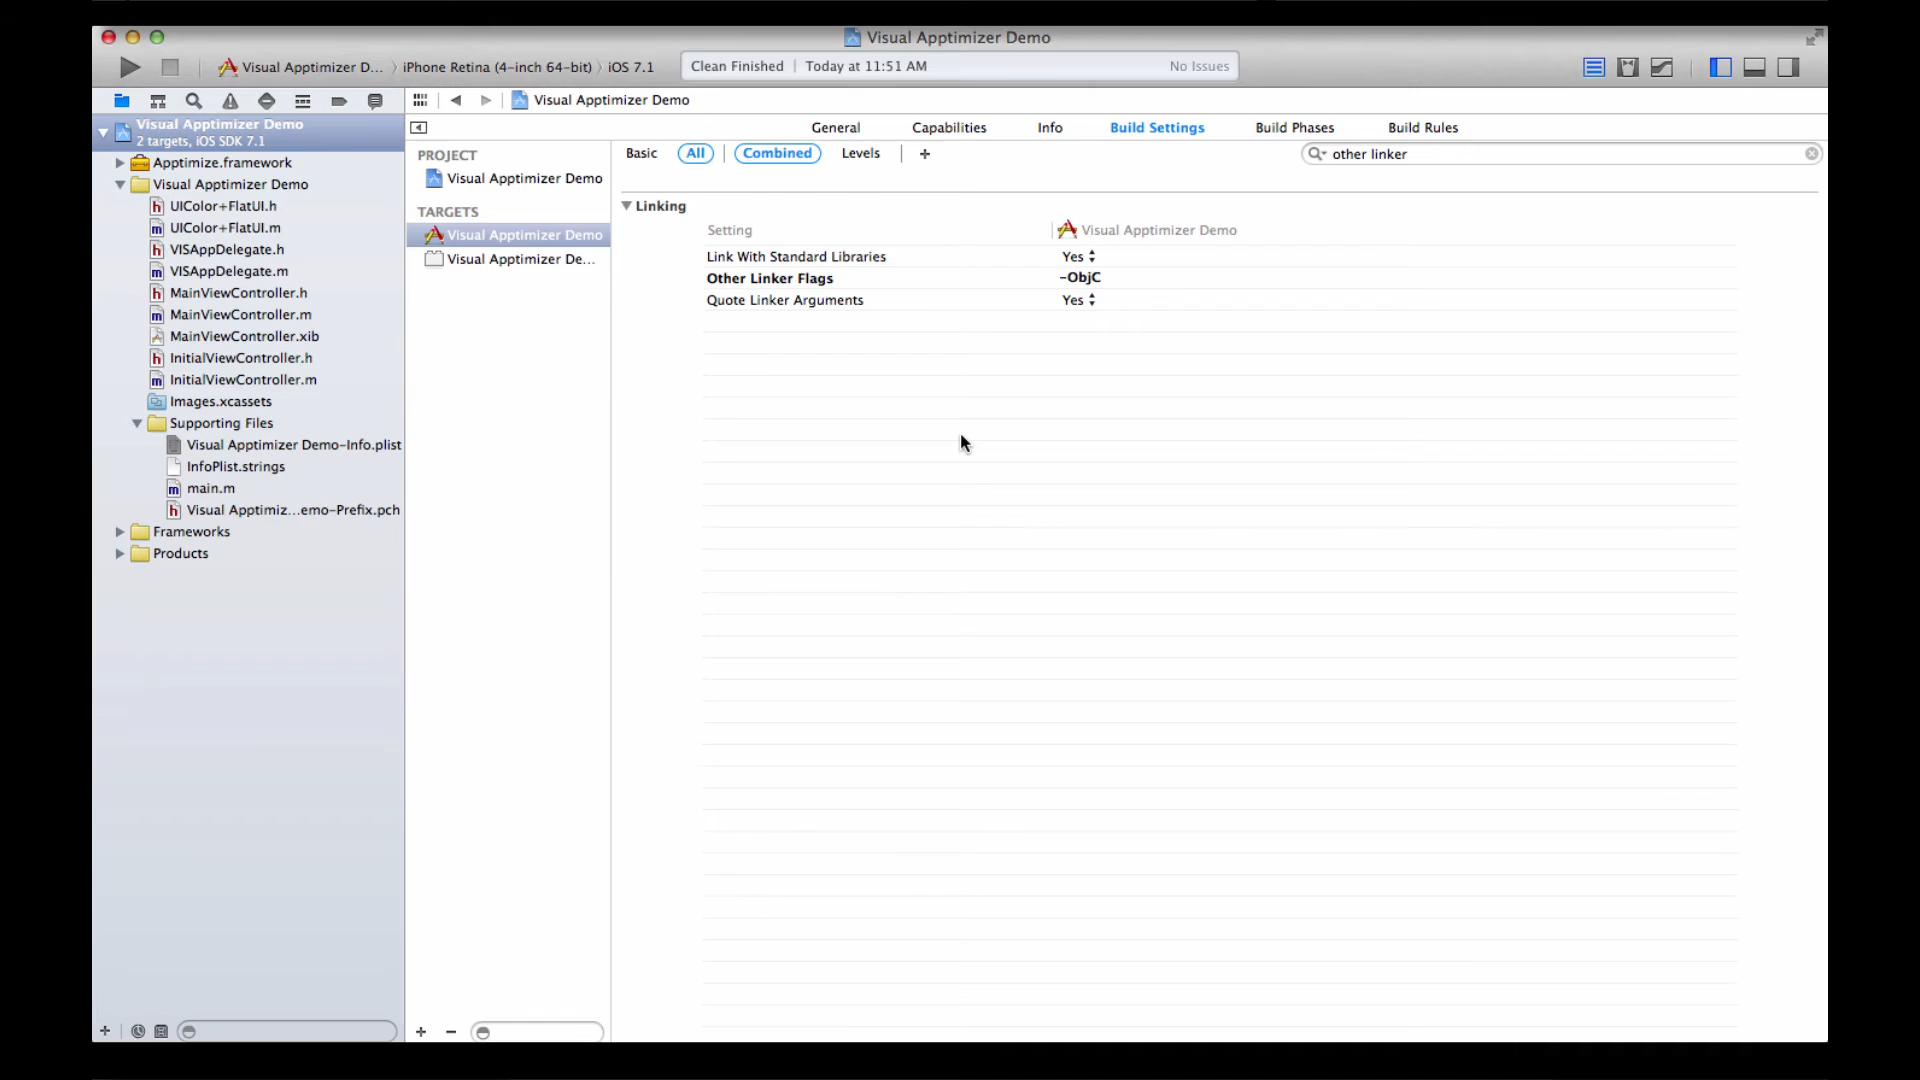 Visual Apptimizer Demo
Visual Apptimizer D... iPhone Retina (4-inch 64-bit) iOS 7.1
Clean Finished Today at 11:51 AM No Issues
Visual Apptimizer Demo
Visual Apptimizer Demo
2 targets, iOS SDK 7.1
Apptimize.framework
Visual Apptimizer Demo
UIColor+FlatUI.h
UIColor+FlatUI.m
VISAppDelegate.h
VISAppDelegate.m
MainViewController.h
MainViewController.m
MainViewController.xib
InitialViewController.h
InitialViewController.m
Images.xcassets
Supporting Files
Visual Apptimizer Demo-Info.plist
InfoPlist.strings
main.m
Visual Apptimiz...emo-Prefix.pch
Frameworks
Products
PROJECT
Visual Apptimizer Demo
TARGETS
Visual Apptimizer Demo
Visual Apptimizer De...
General Capabilities Info Build Settings Build Phases Build Rules
Basic All Combined Levels + other linker
Linking
Setting Visual Apptimizer Demo
Link With Standard Libraries Yes
Other Linker Flags -ObjC
Quote Linker Arguments Yes